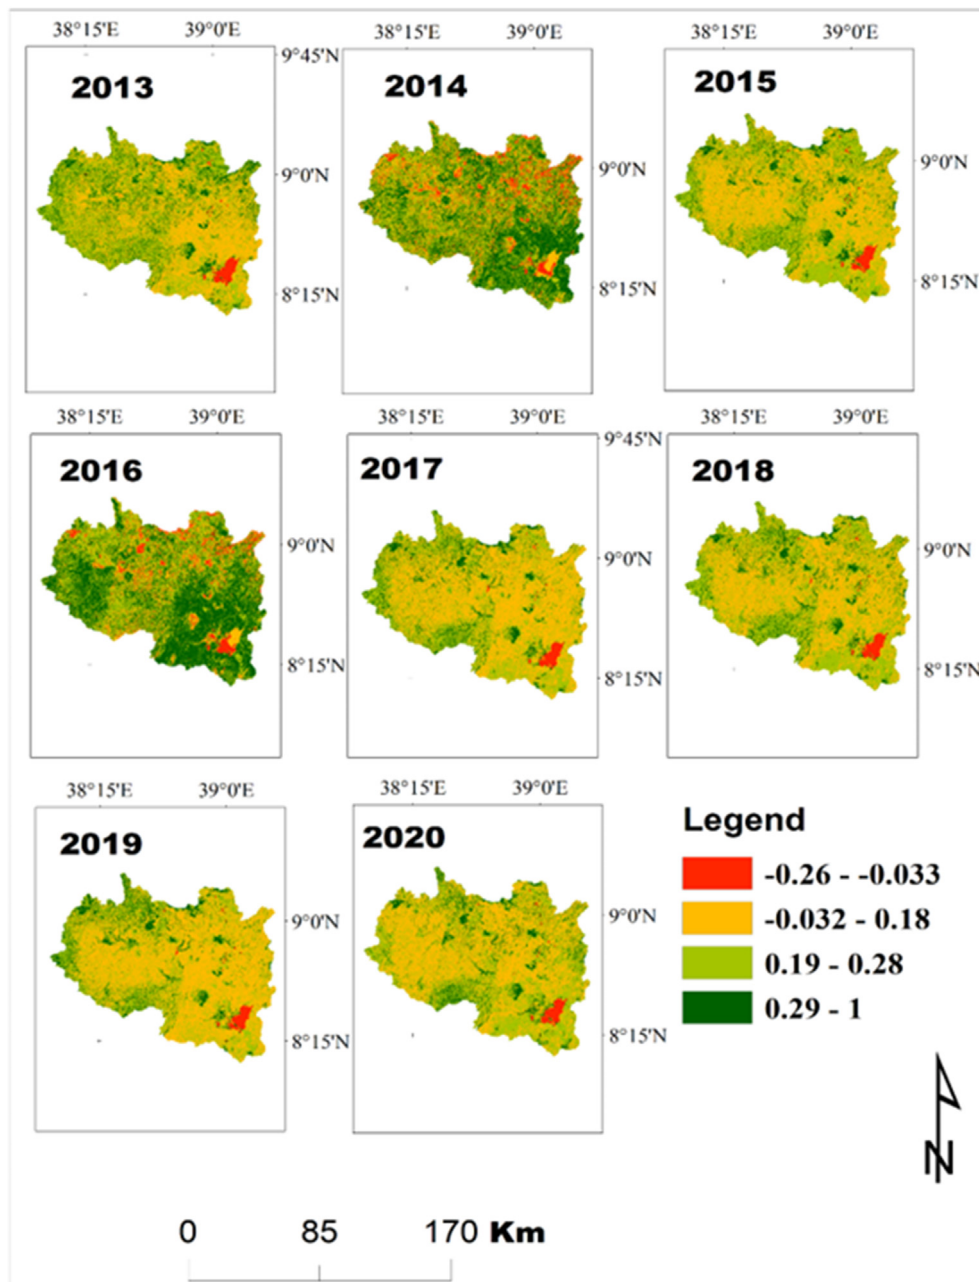 38°15'E 39°0'E 38°15'E 39°0'E 38°15'E 39°0'E
9°45'N
2013 2014 2015
9°0'N 9°0'N 9°0'N
8°15'N 8°15'N 8°15'N
38°15'E 39°0'E 38°15'E 39°0'E 38°15'E 39°0'E
9°45'N
2016 2017 2018
9°0'N 9°0'N 9°0'N
8°15'N 8°15'N 8°15'N
38°15'E 39°0'E 38°15'E 39°0'E
2019 2020 Legend
-0.26 - -0.033
9°0'N 9°0'N -0.032 - 0.18
0.19 - 0.28
0.29 - 1
8°15'N 8°15'N
N
0 85 170 Km